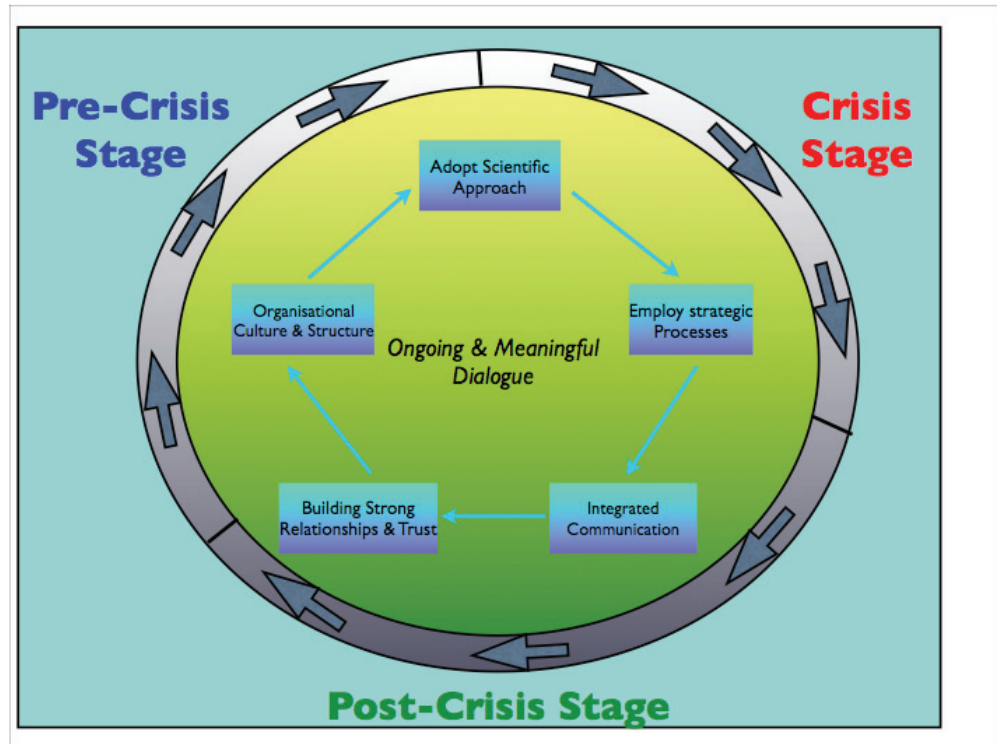 Pre-Crisis
Stage
Crisis
Stage
Adopt Scientific
Approach
Organisational
Culture & Structure
Employ strategic
Processes
Ongoing & Meaningful
Dialogue
Building Strong
Relationships & Trust
Integrated
Communication
Post-Crisis Stage